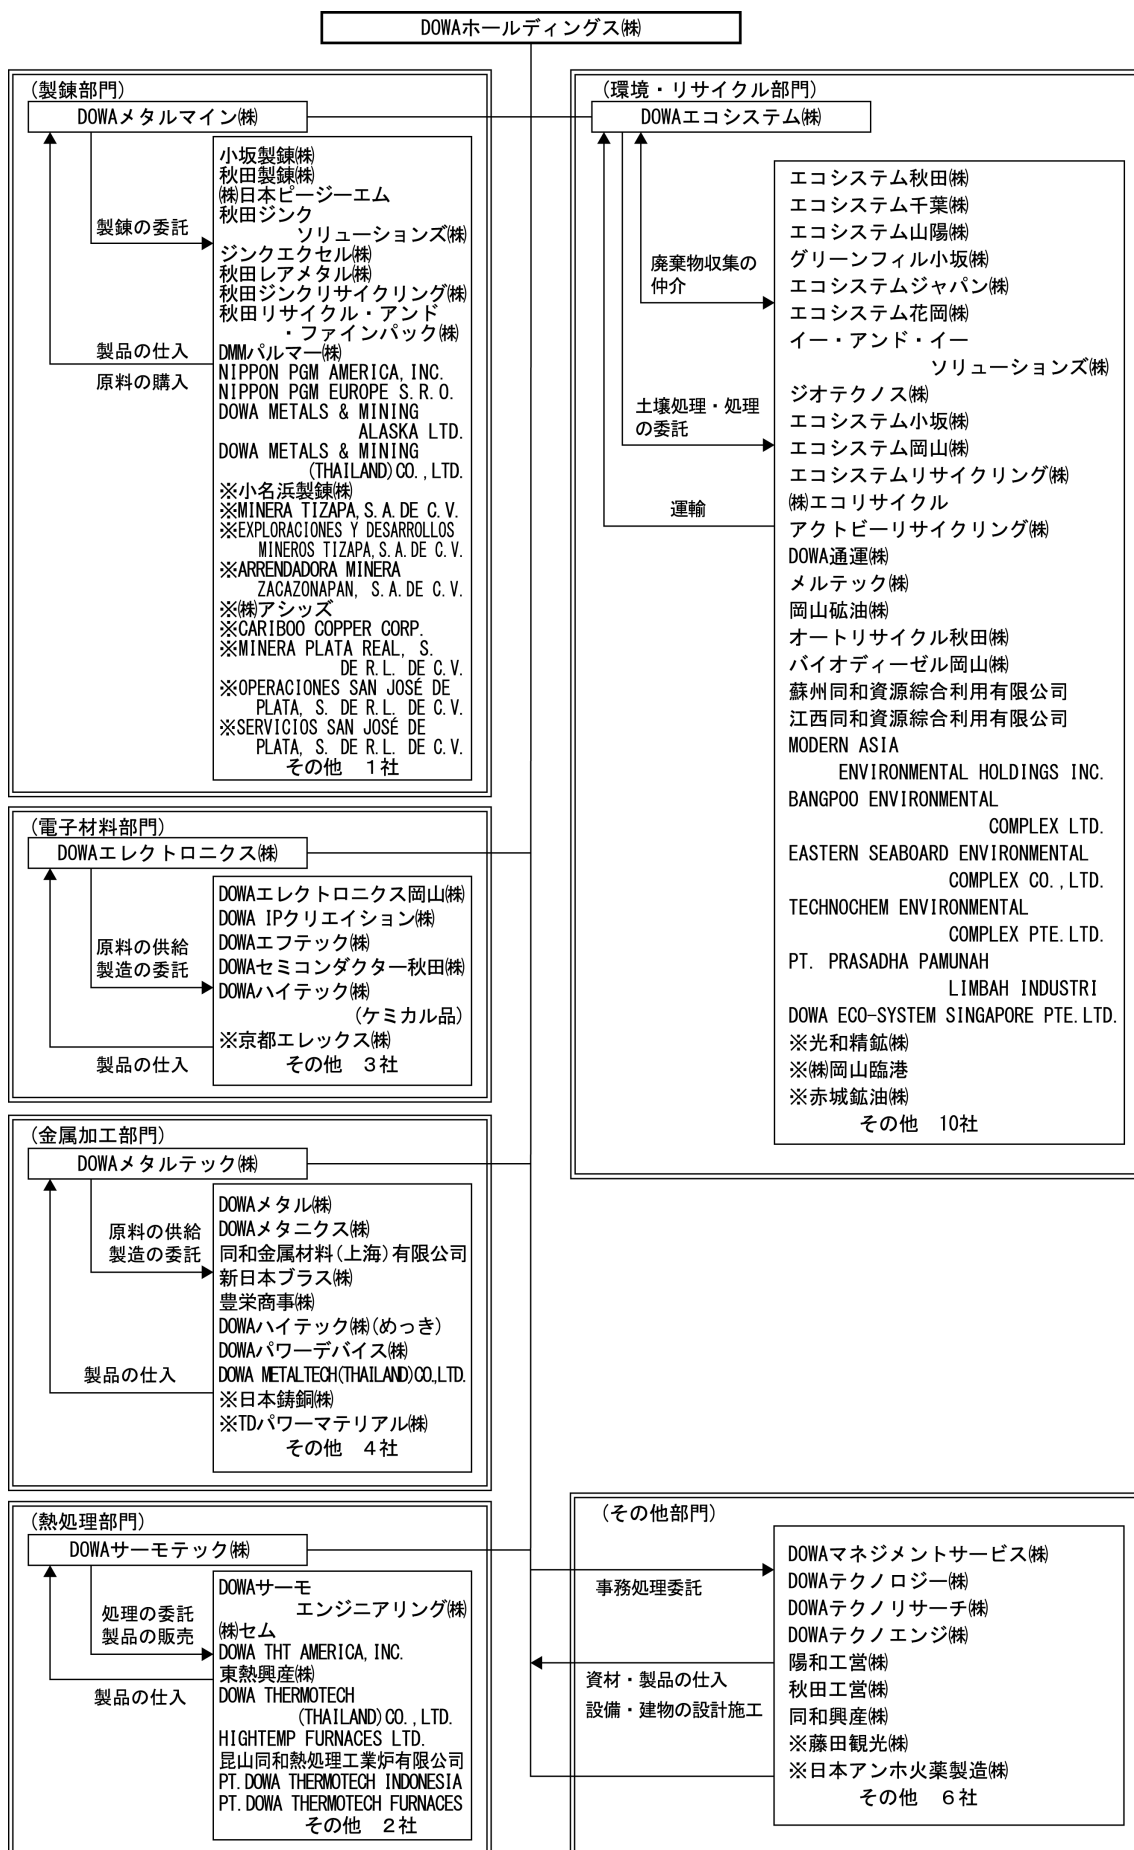 DOWAホールディングス㈱
(製錬部門)
DOWAメタルマイン㈱
製錬の委託
製品の仕入
原料の購入
小坂製錬㈱
秋田製錬㈱
㈱日本ピージーエム
秋田ジンク
ソリューションズ㈱
ジンクエクセル㈱
秋田レアメタル㈱
秋田ジンクリサイクリング㈱
秋田リサイクル・アンド
・ファインパック㈱
DMMパルマー㈱
NIPPON PGM AMERICA, INC.
NIPPON PGM EUROPE S.R.O.
DOWA METALS & MINING
ALASKA LTD.
DOWA METALS & MINING
(THAILAND)CO.,LTD.
※小名浜製錬㈱
※MINERA TIZAPA,S.A.DE C.V.
※EXPLORACIONES Y DESARROLLOS
MINEROS TIZAPA,S.A.DE C.V.
※ARRENDADORA MINERA
ZACAZONAPAN, S.A.DE C.V.
※㈱アシッズ
※CARIBOO COPPER CORP.
※MINERA PLATA REAL, S.
DE R.L. DE C.V.
※OPERACIONES SAN JOSÉ DE
PLATA, S. DE R.L. DE C.V.
※SERVICIOS SAN JOSÉ DE
PLATA, S. DE R.L. DE C.V.
その他 1社
(電子材料部門)
DOWAエレクトロニクス㈱
原料の供給
製造の委託
製品の仕入
DOWAエレクトロニクス岡山㈱
DOWA IPクリエイション㈱
DOWAエフテック㈱
DOWAセミコンダクター秋田㈱
DOWAハイテック㈱
(ケミカル品)
※京都エレックス㈱
その他 3社
(金属加工部門)
DOWAメタルテック㈱
原料の供給
製造の委託
製品の仕入
DOWAメタル㈱
DOWAメタニクス㈱
同和金属材料(上海)有限公司
新日本ブラス㈱
豊栄商事㈱
DOWAハイテック㈱(めっき)
DOWAパワーデバイス㈱
DOWA METALTECH(THAILAND)CO.,LTD.
※日本鋳銅㈱
※TDパワーマテリアル㈱
その他 4社
(熱処理部門)
DOWAサーモテック㈱
処理の委託
製品の販売
製品の仕入
DOWAサーモ
エンジニアリング㈱
㈱セム
DOWA THT AMERICA, INC.
東熱興産㈱
DOWA THERMOTECH
(THAILAND)CO.,LTD.
HIGHTEMP FURNACES LTD.
昆山同和熱処理工業炉有限公司
PT.DOWA THERMOTECH INDONESIA
PT.DOWA THERMOTECH FURNACES
その他 2社
(環境・リサイクル部門)
DOWAエコシステム㈱
廃棄物収集の
仲介
土壌処理・処理
の委託
運輸
エコシステム秋田㈱
エコシステム千葉㈱
エコシステム山陽㈱
グリーンフィル小坂㈱
エコシステムジャパン㈱
エコシステム花岡㈱
イー・アンド・イー
ソリューションズ㈱
ジオテクノス㈱
エコシステム小坂㈱
エコシステム岡山㈱
エコシステムリサイクリング㈱
㈱エコリサイクル
アクトビーリサイクリング㈱
DOWA通運㈱
メルテック㈱
岡山砿油㈱
オートリサイクル秋田㈱
バイオディーゼル岡山㈱
蘇州同和資源綜合利用有限公司
江西同和資源綜合利用有限公司
MODERN ASIA
ENVIRONMENTAL HOLDINGS INC.
BANGPOO ENVIRONMENTAL
COMPLEX LTD.
EASTERN SEABOARD ENVIRONMENTAL
COMPLEX CO.,LTD.
TECHNOCHEM ENVIRONMENTAL
COMPLEX PTE.LTD.
PT. PRASADHA PAMUNAH
LIMBAH INDUSTRI
DOWA ECO-SYSTEM SINGAPORE PTE.LTD.
※光和精鉱㈱
※㈱岡山臨港
※赤城鉱油㈱
その他 10社
(その他部門)
事務処理委託
資材・製品の仕入
設備・建物の設計施工
DOWAマネジメントサービス㈱
DOWAテクノロジー㈱
DOWAテクノリサーチ㈱
DOWAテクノエンジ㈱
陽和工営㈱
秋田工営㈱
同和興産㈱
※藤田観光㈱
※日本アンホ火薬製造㈱
その他 6社